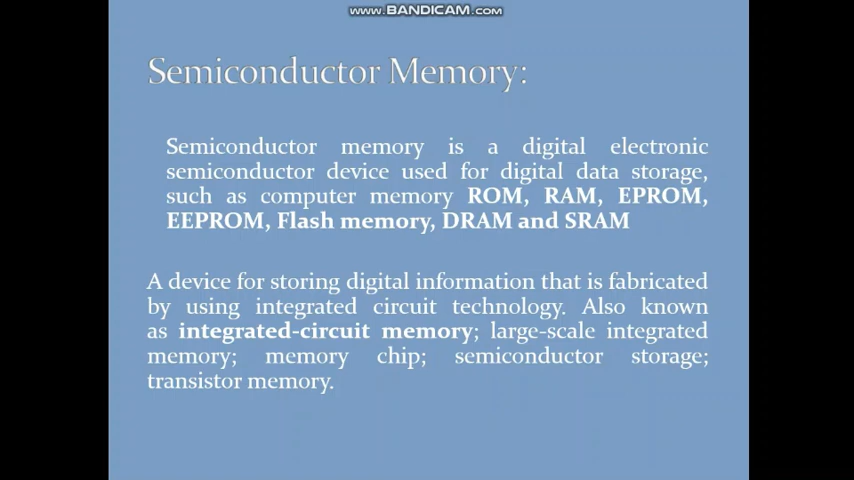 www.BANDICAM.com
Semiconductor Memory:
Semiconductor memory is a digital electronic
semiconductor device used for digital data storage,
such as computer memory ROM, RAM, EPROM,
EEPROM, Flash memory, DRAM and SRAM
A device for storing digital information that is fabricated
by using integrated circuit technology. Also known
as integrated-circuit memory; large-scale integrated
memory; memory chip; semiconductor storage;
transistor memory.